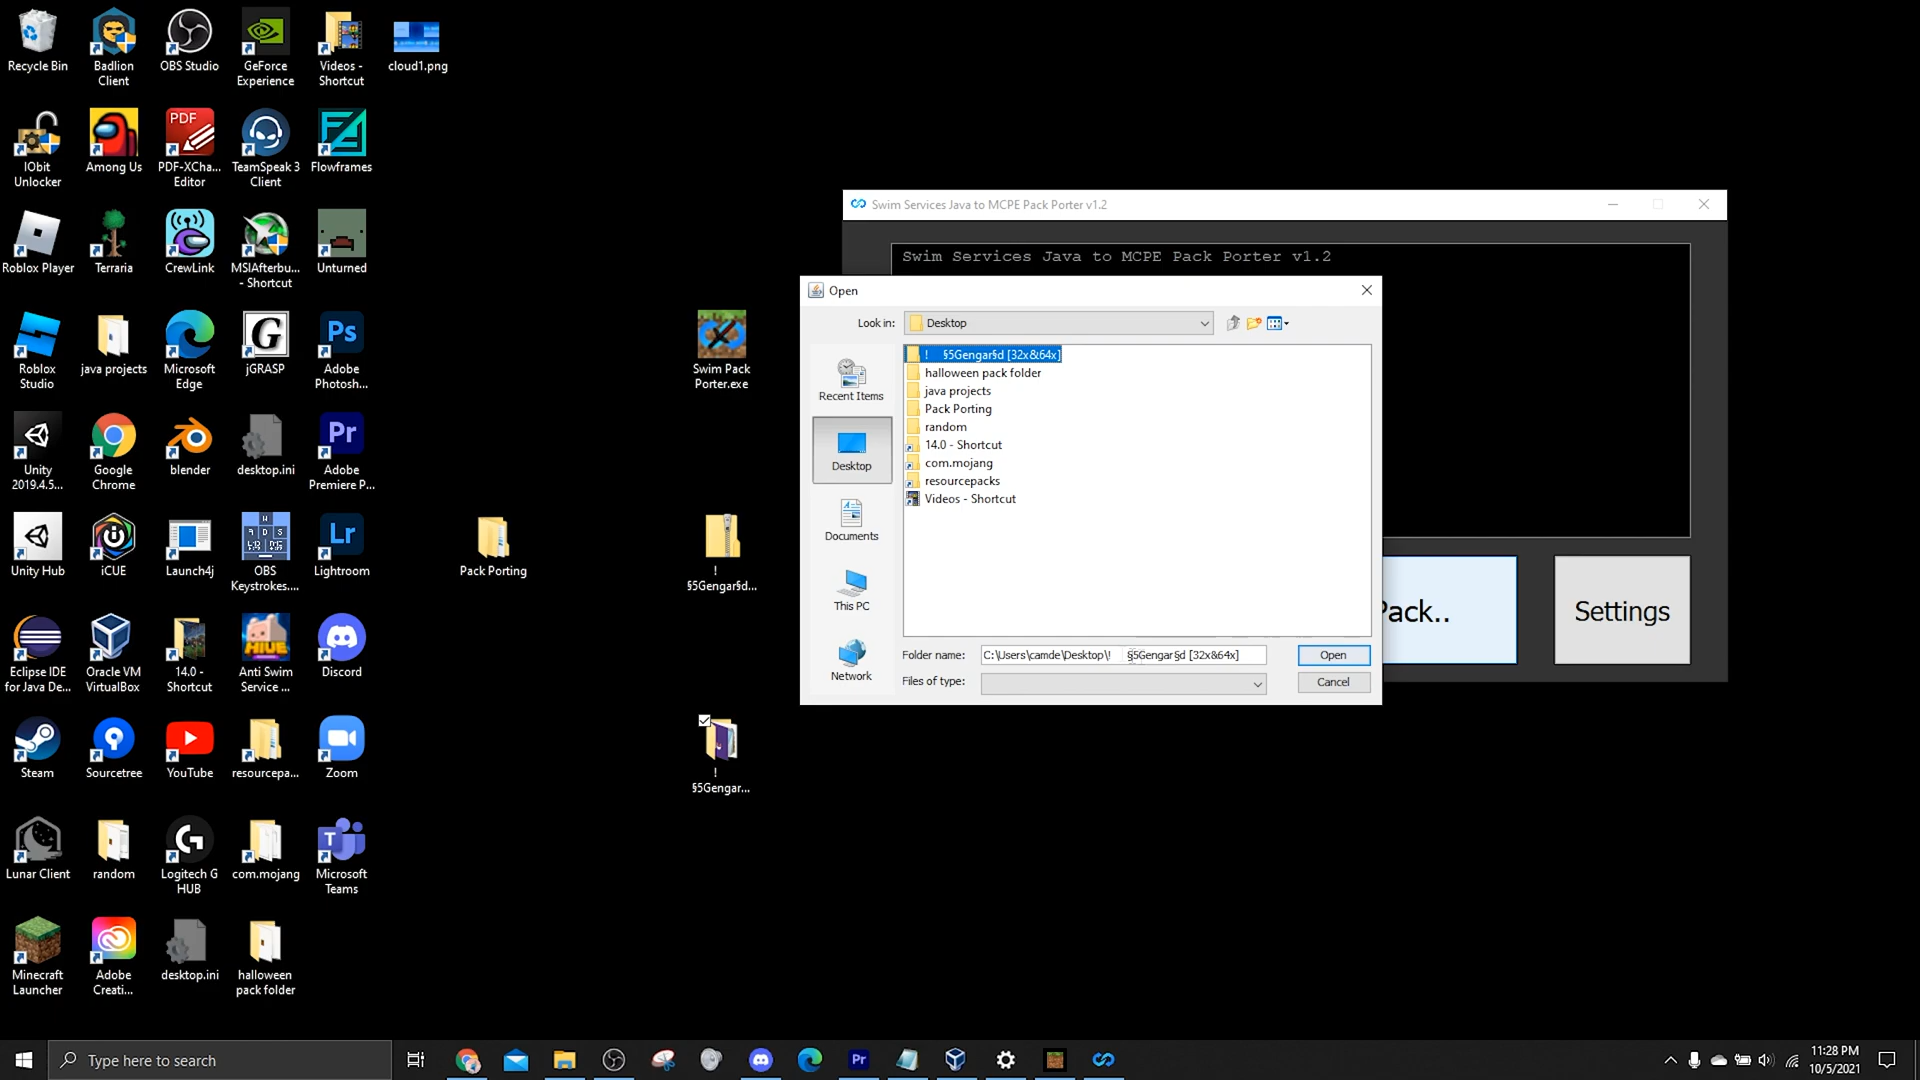 Recycle Bin
Badlion
Client
OBS Studio
GeForce
Experience
Videos -
Shortcut
cloud1.png
IObit
Unlocker
Among Us
PDF
PDF-XCha...
Editor
TeamSpeak 3
Client
Flowframes
Roblox Player
Terraria
CrewLink
MSIAfterbu...
- Shortcut
Unturned
Roblox
Studio
java projects
Microsoft
Edge
G
jGRASP
Ps
Adobe
Photosh...
Swim Pack
Porter.exe
Unity
2019.4.5...
Google
Chrome
blender
desktop.ini
Pr
Adobe
Premiere P...
Unity Hub
iCUE
Launch4j
OBS
Keystrokes....
Lr
Lightroom
Pack Porting
!
§5Gengar§d...
Eclipse IDE
for Java De...
Oracle VM
VirtualBox
14.0 -
Shortcut
HIVE
Anti Swim
Service ...
Discord
Steam
Sourcetree
YouTube
resourcepa...
Zoom
!
§5Gengar...
Lunar Client
random
Logitech G
HUB
com.mojang
Microsoft
Teams
Minecraft
Launcher
Adobe
Creati...
desktop.ini
halloween
pack folder
Swim Services Java to MCPE Pack Porter v1.2
Swim Services Java to MCPE Pack Porter v1.2
Open
Look in:
Desktop
Recent Items
Desktop
Documents
This PC
Network
! §5Gengar§d [32x&64x]
halloween pack folder
java projects
Pack Porting
random
14.0 - Shortcut
com.mojang
resourcepacks
Videos - Shortcut
Folder name:
C:\Users\camde\Desktop\! §5Gengar§d [32x&64x]
Open
Files of type:
Cancel
Pack..
Settings
Type here to search
Pr
11:28 PM
10/5/2021